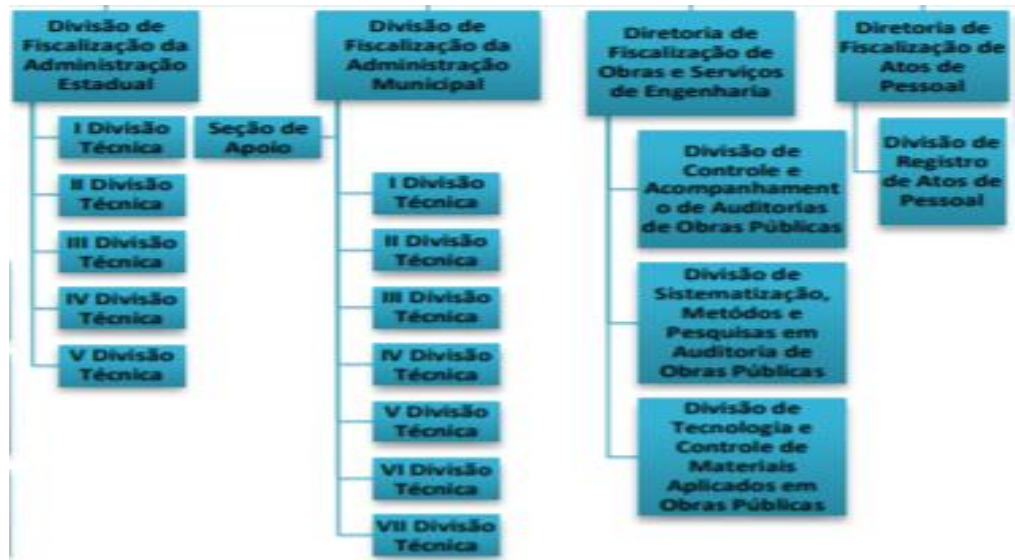 Divisão de
Fiscalização da
Administração
Estadual
I Divisão
Técnica
II Divisão
Técnica
III Divisão
Técnica
IV Divisão
Técnica
V Divisão
Técnica
Divisão de
Fiscalização da
Administração
Municipal
Seção de
Apoio
I Divisão
Técnica
II Divisão
Técnica
III Divisão
Técnica
IV Divisão
Técnica
V Divisão
Técnica
VI Divisão
Técnica
VII Divisão
Técnica
Diretoria de
Fiscalização de
Obras e Serviços
de Engenharia
Divisão de
Controle e
Acompanhament
o de Auditorias
de Obras Públicas
Divisão de
Sistematização,
Metódos e
Pesquisas em
Auditoria de
Obras Públicas
Divisão de
Tecnologia e
Controle de
Materiais
Aplicados em
Obras Públicas
Diretoria de
Fiscalização de
Atos de
Pessoal
Divisão de
Registro
de Atos de
Pessoal